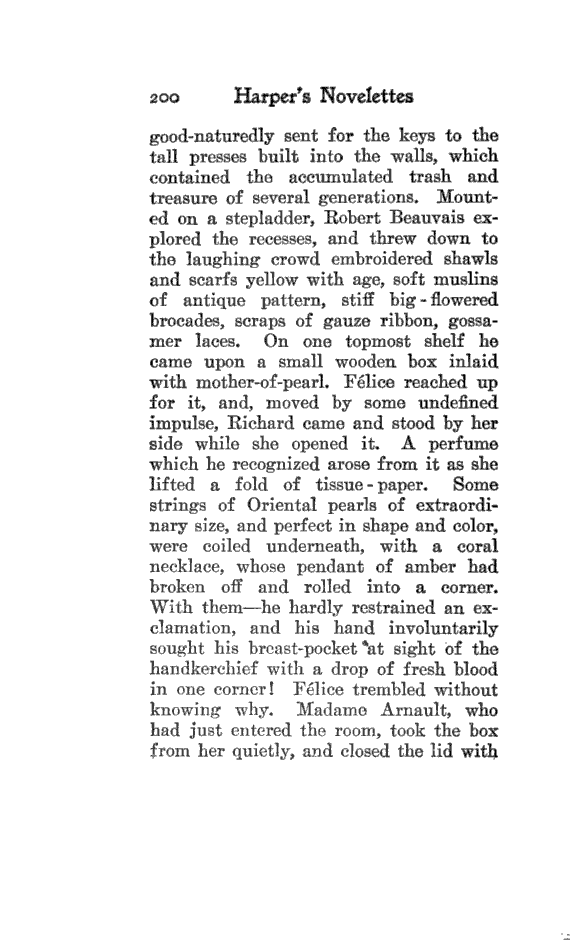 200 Harper's Novelettes
good-naturedly sent for the keys to the
tall presses built into the walls, which
contained the accumulated trash and
treasure of several generations. Mount-
ed on a stepladder, Robert Beauvais ex-
plored the recesses, and threw down to
the laughing crowd embroidered shawls
and scarfs yellow with age, soft muslins
of antique pattern, stiff big-flowered
brocades, scraps of gauze ribbon, gossa-
mer laces. On one topmost shelf he
came upon a small wooden box inlaid
with mother-of-pearl. Félice reached up
for it, and, moved by some undefined
impulse, Richard came and stood by her
side while she opened it. A perfume
which he recognized arose from it as she
lifted a fold of tissue-paper. Some
strings of Oriental pearls of extraordi-
nary size, and perfect in shape and color,
were coiled underneath, with a coral
necklace, whose pendant of amber had
broken off and rolled into a corner.
With them—he hardly restrained an ex-
clamation, and his hand involuntarily
sought his breast-pocket at sight of the
handkerchief with a drop of fresh blood
in one corner! Félice trembled without
knowing why. Madame Arnault, who
had just entered the room, took the box
from her quietly, and closed the lid with